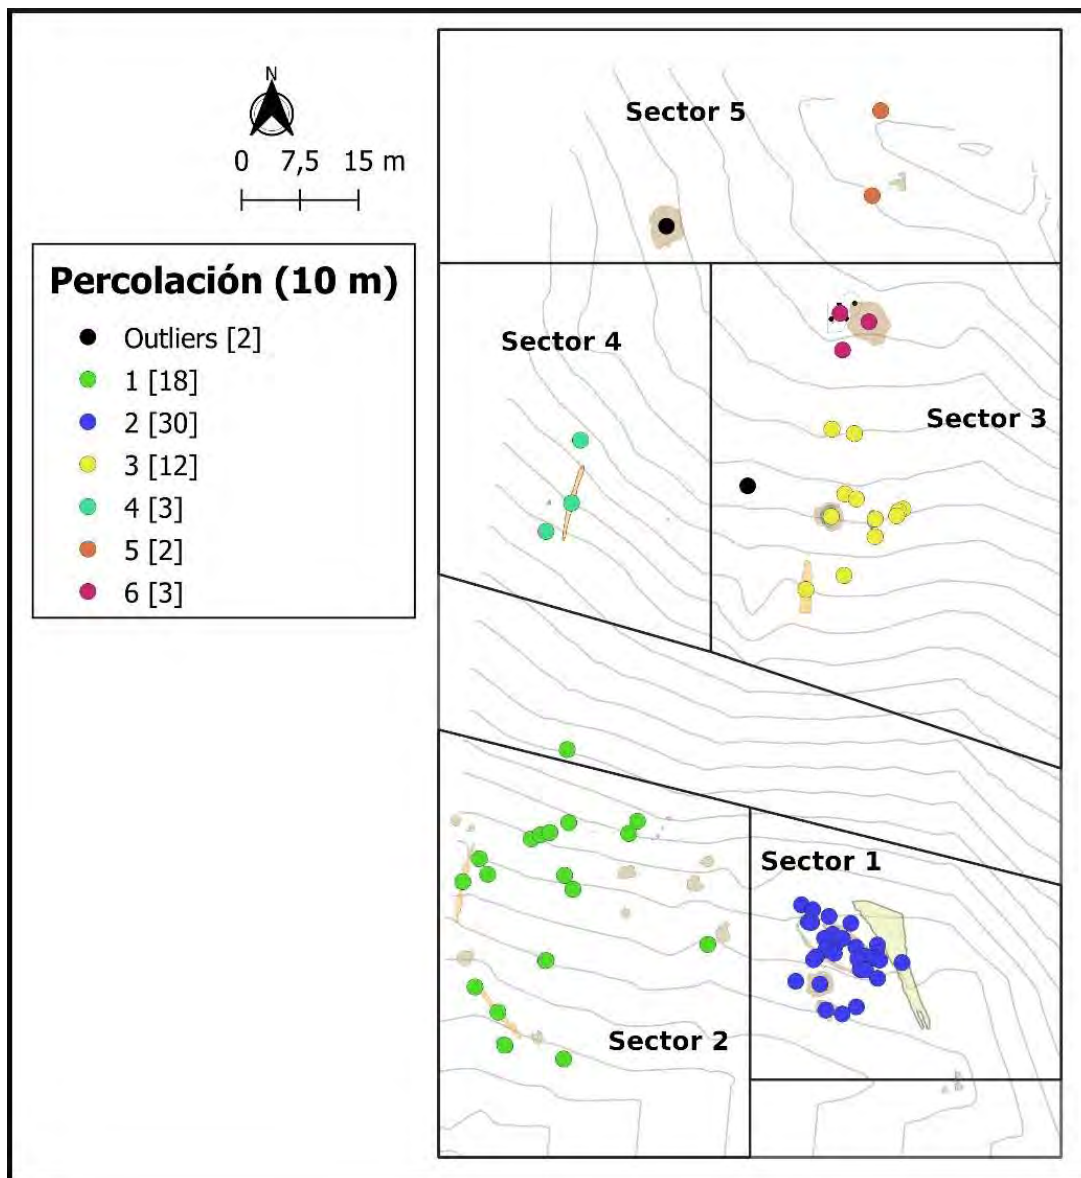 N
0 7,5 15 m
Percolación (10 m)
Outliers [2]
1 [18]
2 [30]
3 [12]
4 [3]
5 [2]
6 [3]
Sector 5
Sector 4
Sector 3
Sector 1
Sector 2